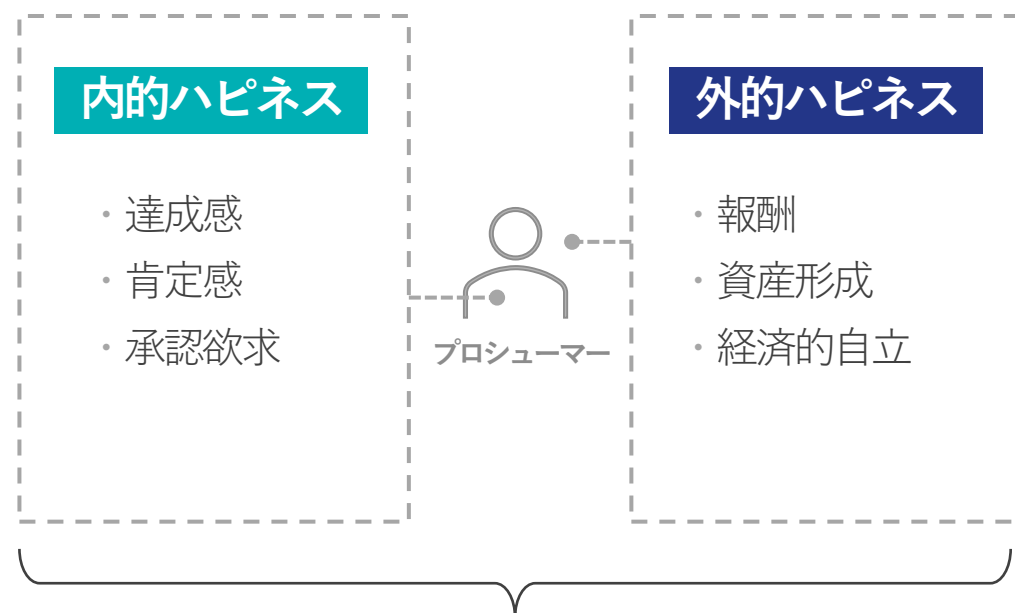 内的ハピネス
・達成感
・肯定感
・承認欲求
プロシューマー
外的ハピネス
・報酬
・資産形成
・経済的自立